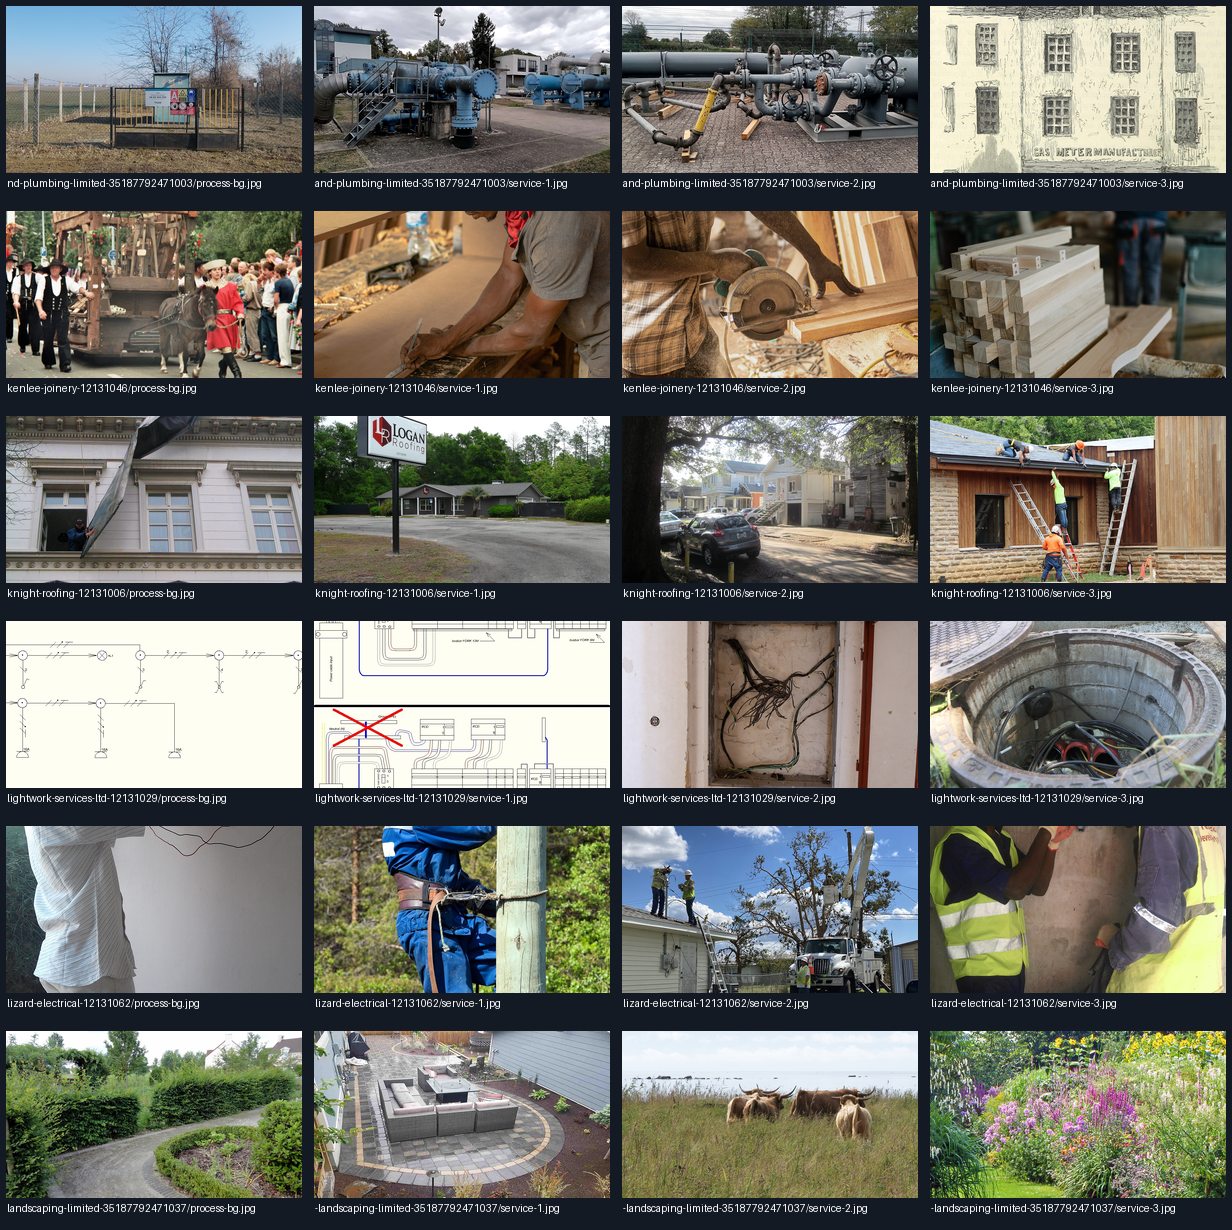 nd-plumbing-limited-35187792471003/process-bg.jpg
and-plumbing-limited-35187792471003/service-1.jpg
and-plumbing-limited-35187792471003/service-2.jpg
GAS METER MANUFACTURE
and-plumbing-limited-35187792471003/service-3.jpg
kenlee-joinery-12131046/process-bg.jpg
kenlee-joinery-12131046/service-1.jpg
kenlee-joinery-12131046/service-2.jpg
kenlee-joinery-12131046/service-3.jpg
LR LOGAN
Roofing
knight-roofing-12131006/process-bg.jpg
knight-roofing-12131006/service-1.jpg
knight-roofing-12131006/service-2.jpg
knight-roofing-12131006/service-3.jpg
lightwork-services-ltd-12131029/process-bg.jpg
lightwork-services-ltd-12131029/service-1.jpg
lightwork-services-ltd-12131029/service-2.jpg
lightwork-services-ltd-12131029/service-3.jpg
lizard-electrical-12131062/process-bg.jpg
lizard-electrical-12131062/service-1.jpg
lizard-electrical-12131062/service-2.jpg
lizard-electrical-12131062/service-3.jpg
landscaping-limited-35187792471037/process-bg.jpg
-landscaping-limited-35187792471037/service-1.jpg
-landscaping-limited-35187792471037/service-2.jpg
-landscaping-limited-35187792471037/service-3.jpg